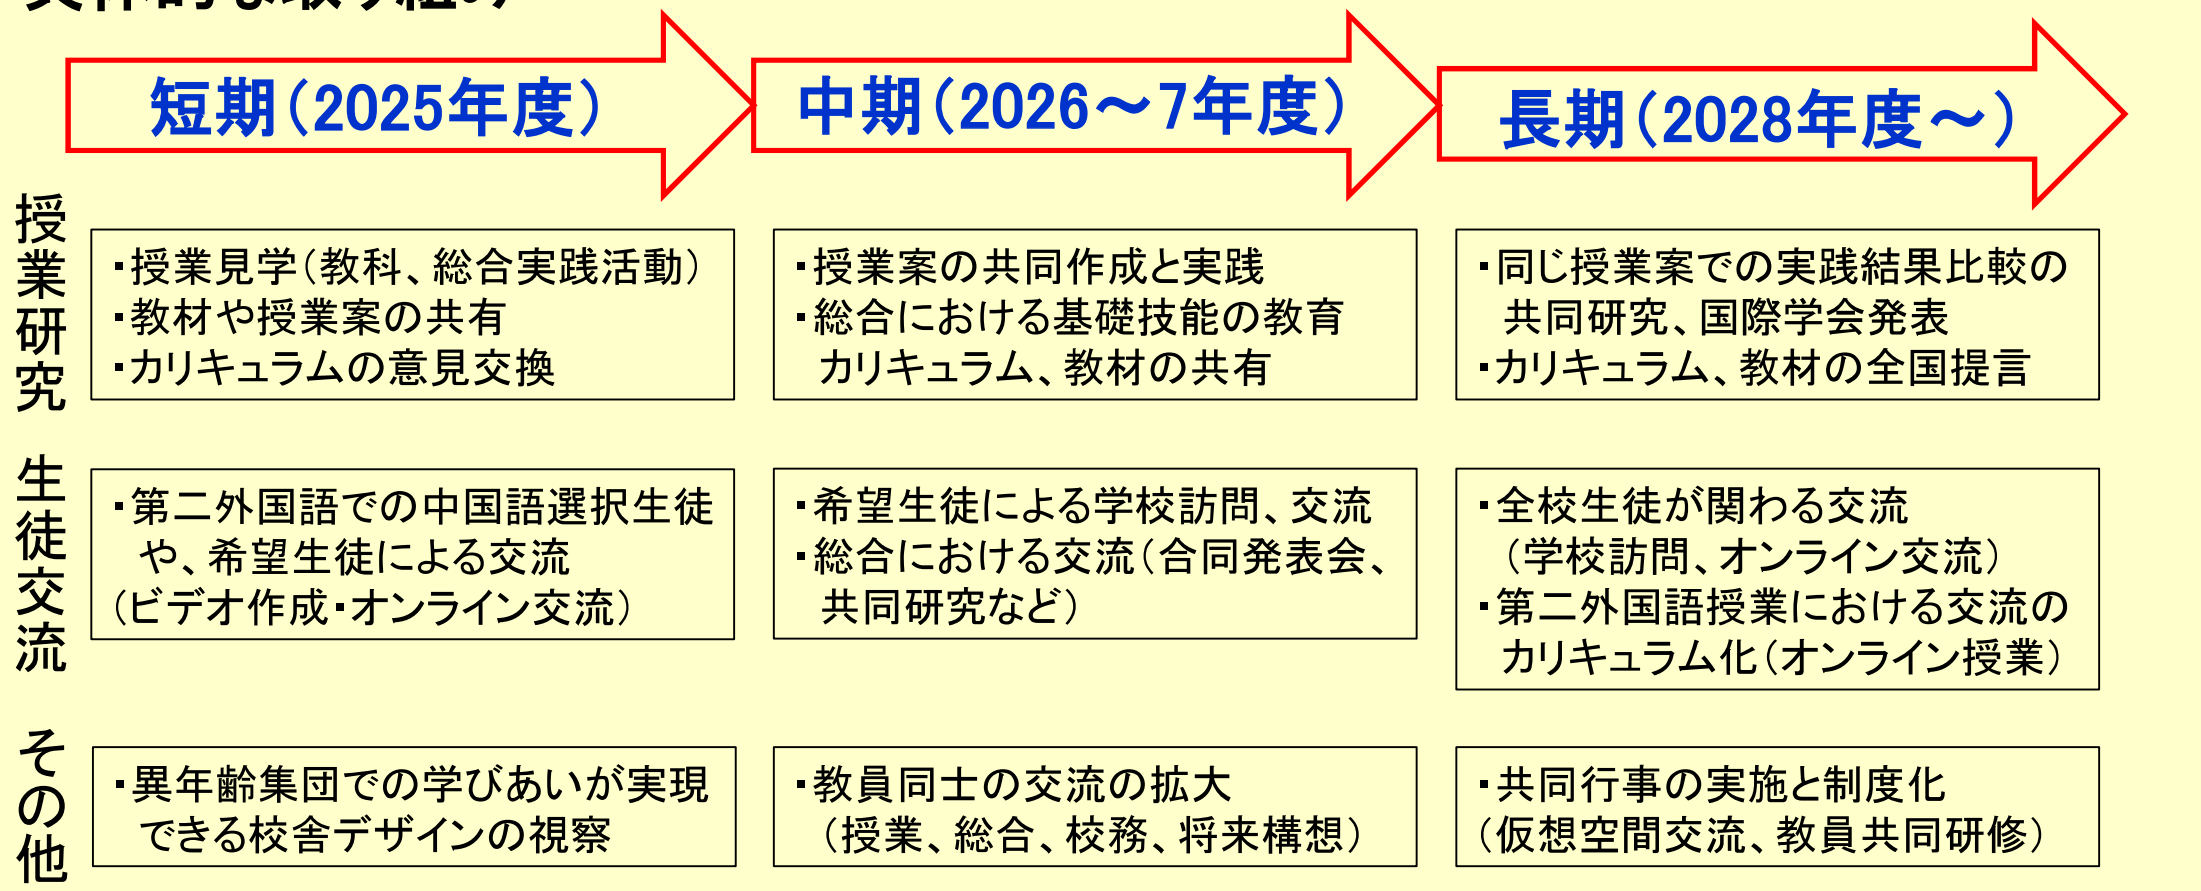 具体的な取り組み
短期（2025年度）
中期（2026～7年度）
長期（2028年度～）
授業研究
・授業見学（教科、総合実践活動）
・教材や授業案の共有
・カリキュラムの意見交換
・授業案の共同作成と実践
・総合における基礎技能の教育
カリキュラム、教材の共有
・同じ授業案での実践結果比較の
共同研究、国際学会発表
・カリキュラム、教材の全国提言
生徒交流
・第二外国語での中国語選択生徒
や、希望生徒による交流
（ビデオ作成・オンライン交流）
・希望生徒による学校訪問、交流
・総合における交流（合同発表会、
共同研究など）
・全校生徒が関わる交流
（学校訪問、オンライン交流）
・第二外国語授業における交流の
カリキュラム化（オンライン授業）
その他
・異年齢集団での学びあいが実現
できる校舎デザインの視察
・教員同士の交流の拡大
（授業、総合、校務、将来構想）
・共同行事の実施と制度化
（仮想空間交流、教員共同研修）